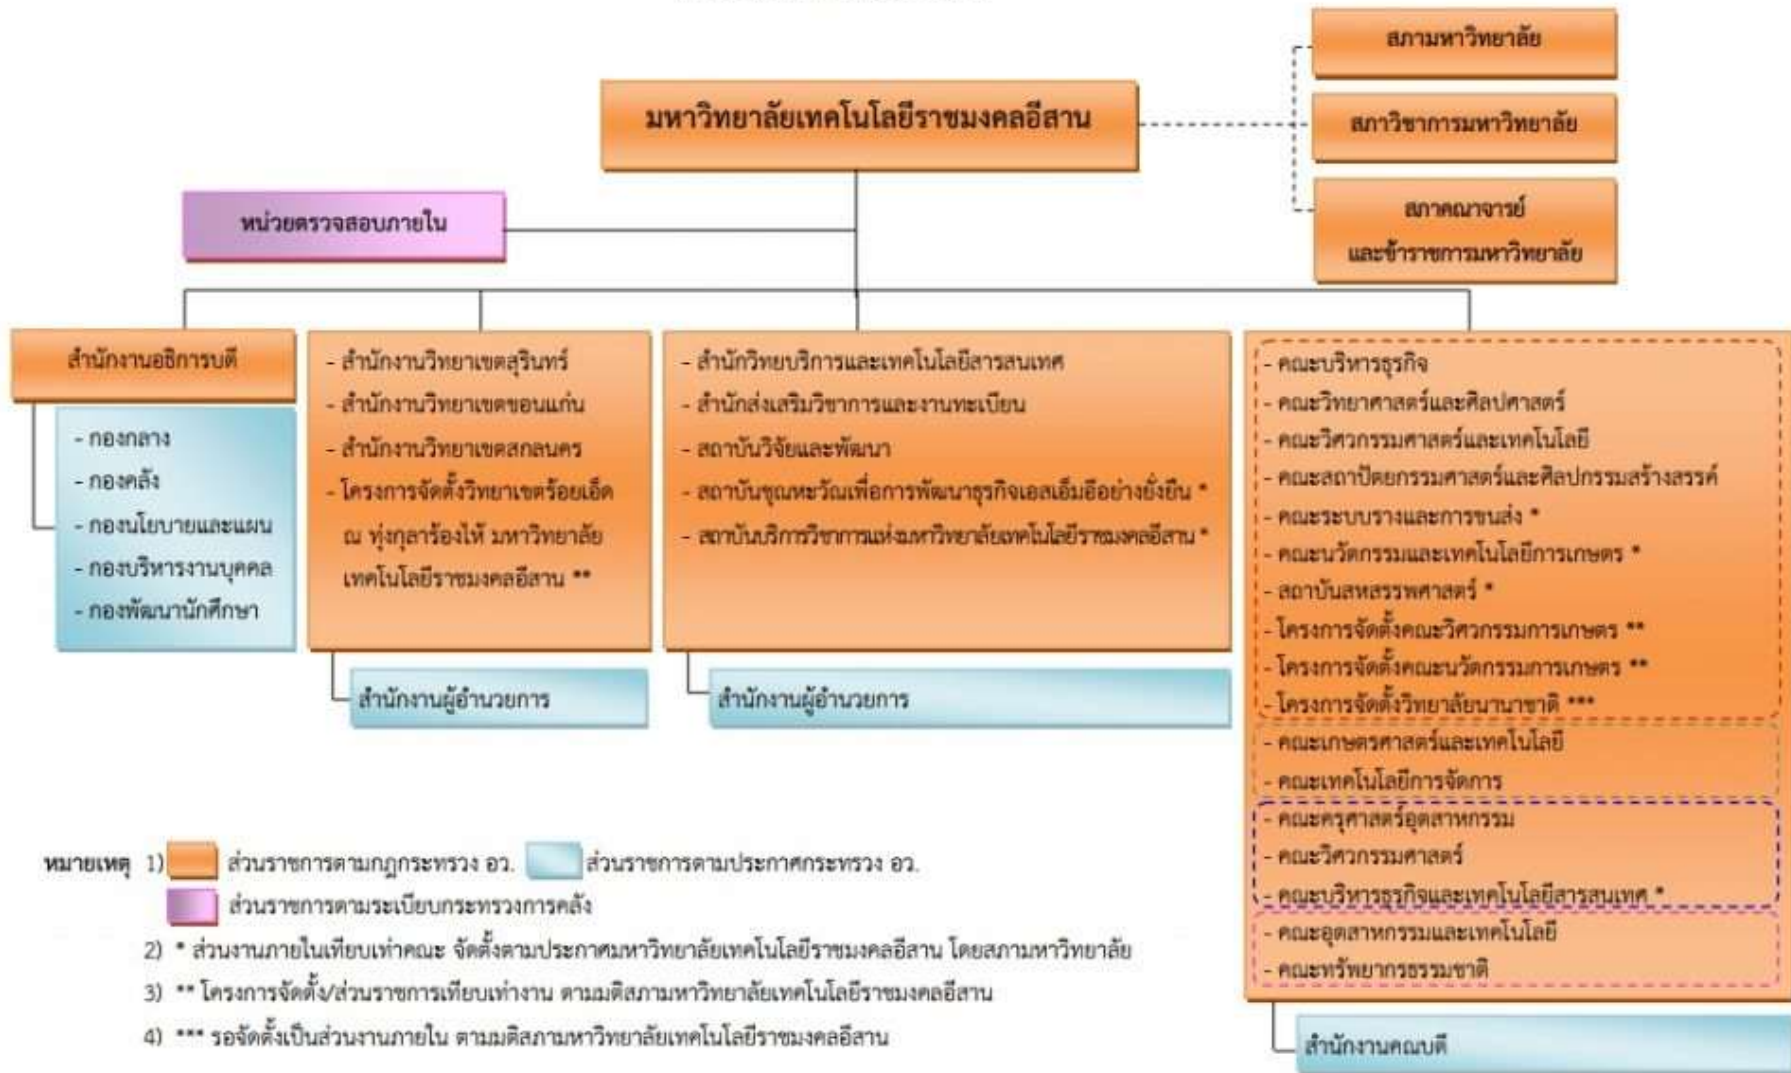 มหาวิทยาลัยเทคโนโลยีราชมงคลอีสาน
สภามหาวิทยาลัย
สภาวิชาการมหาวิทยาลัย
สภาคณาจารย์
และข้าราชการมหาวิทยาลัย
หน่วยตรวจสอบภายใน
สำนักงานอธิการบดี
- กองกลาง
- กองคลัง
- กองนโยบายและแผน
- กองบริหารงานบุคคล
- กองพัฒนานักศึกษา
- สำนักงานวิทยาเขตสุรินทร์
- สำนักงานวิทยาเขตขอนแก่น
- สำนักงานวิทยาเขตสกลนคร
- โครงการจัดตั้งวิทยาเขตร้อยเอ็ด
ณ ทุ่งกุลาร้องไห้ มหาวิทยาลัย
เทคโนโลยีราชมงคลอีสาน **
สำนักงานผู้อำนวยการ
- สำนักวิทยบริการและเทคโนโลยีสารสนเทศ
- สำนักส่งเสริมวิชาการและงานทะเบียน
- สถาบันวิจัยและพัฒนา
- สถาบันชุณหะวัณเพื่อการพัฒนาธุรกิจเอสเอ็มอีอย่างยั่งยืน *
- สถาบันบริการวิชาการแห่งมหาวิทยาลัยเทคโนโลยีราชมงคลอีสาน *
สำนักงานผู้อำนวยการ
- คณะบริหารธุรกิจ
- คณะวิทยาศาสตร์และศิลปศาสตร์
- คณะวิศวกรรมศาสตร์และเทคโนโลยี
- คณะสถาปัตยกรรมศาสตร์และศิลปกรรมสร้างสรรค์
- คณะระบบรางและการขนส่ง *
- คณะนวัตกรรมและเทคโนโลยีการเกษตร *
- สถาบันสหสรรพศาสตร์ *
- โครงการจัดตั้งคณะวิศวกรรมการเกษตร **
- โครงการจัดตั้งคณะนวัตกรรมการเกษตร **
- โครงการจัดตั้งวิทยาลัยนานาชาติ ***
- คณะเกษตรศาสตร์และเทคโนโลยี
- คณะเทคโนโลยีการจัดการ
- คณะครุศาสตร์อุตสาหกรรม
- คณะวิศวกรรมศาสตร์
- คณะบริหารธุรกิจและเทคโนโลยีสารสนเทศ *
- คณะอุตสาหกรรมและเทคโนโลยี
- คณะทรัพยากรธรรมชาติ
สำนักงานคณบดี
หมายเหตุ 1) ส่วนราชการตามกฎกระทรวง อว. ส่วนราชการตามประกาศกระทรวง อว.
ส่วนราชการตามระเบียบกระทรวงการคลัง
2) * ส่วนงานภายในเทียบเท่าคณะ จัดตั้งตามประกาศมหาวิทยาลัยเทคโนโลยีราชมงคลอีสาน โดยสภามหาวิทยาลัย
3) ** โครงการจัดตั้ง/ส่วนราชการเทียบเท่างาน ตามมติสภามหาวิทยาลัยเทคโนโลยีราชมงคลอีสาน
4) *** รอจัดตั้งเป็นส่วนงานภายใน ตามมติสภามหาวิทยาลัยเทคโนโลยีราชมงคลอีสาน